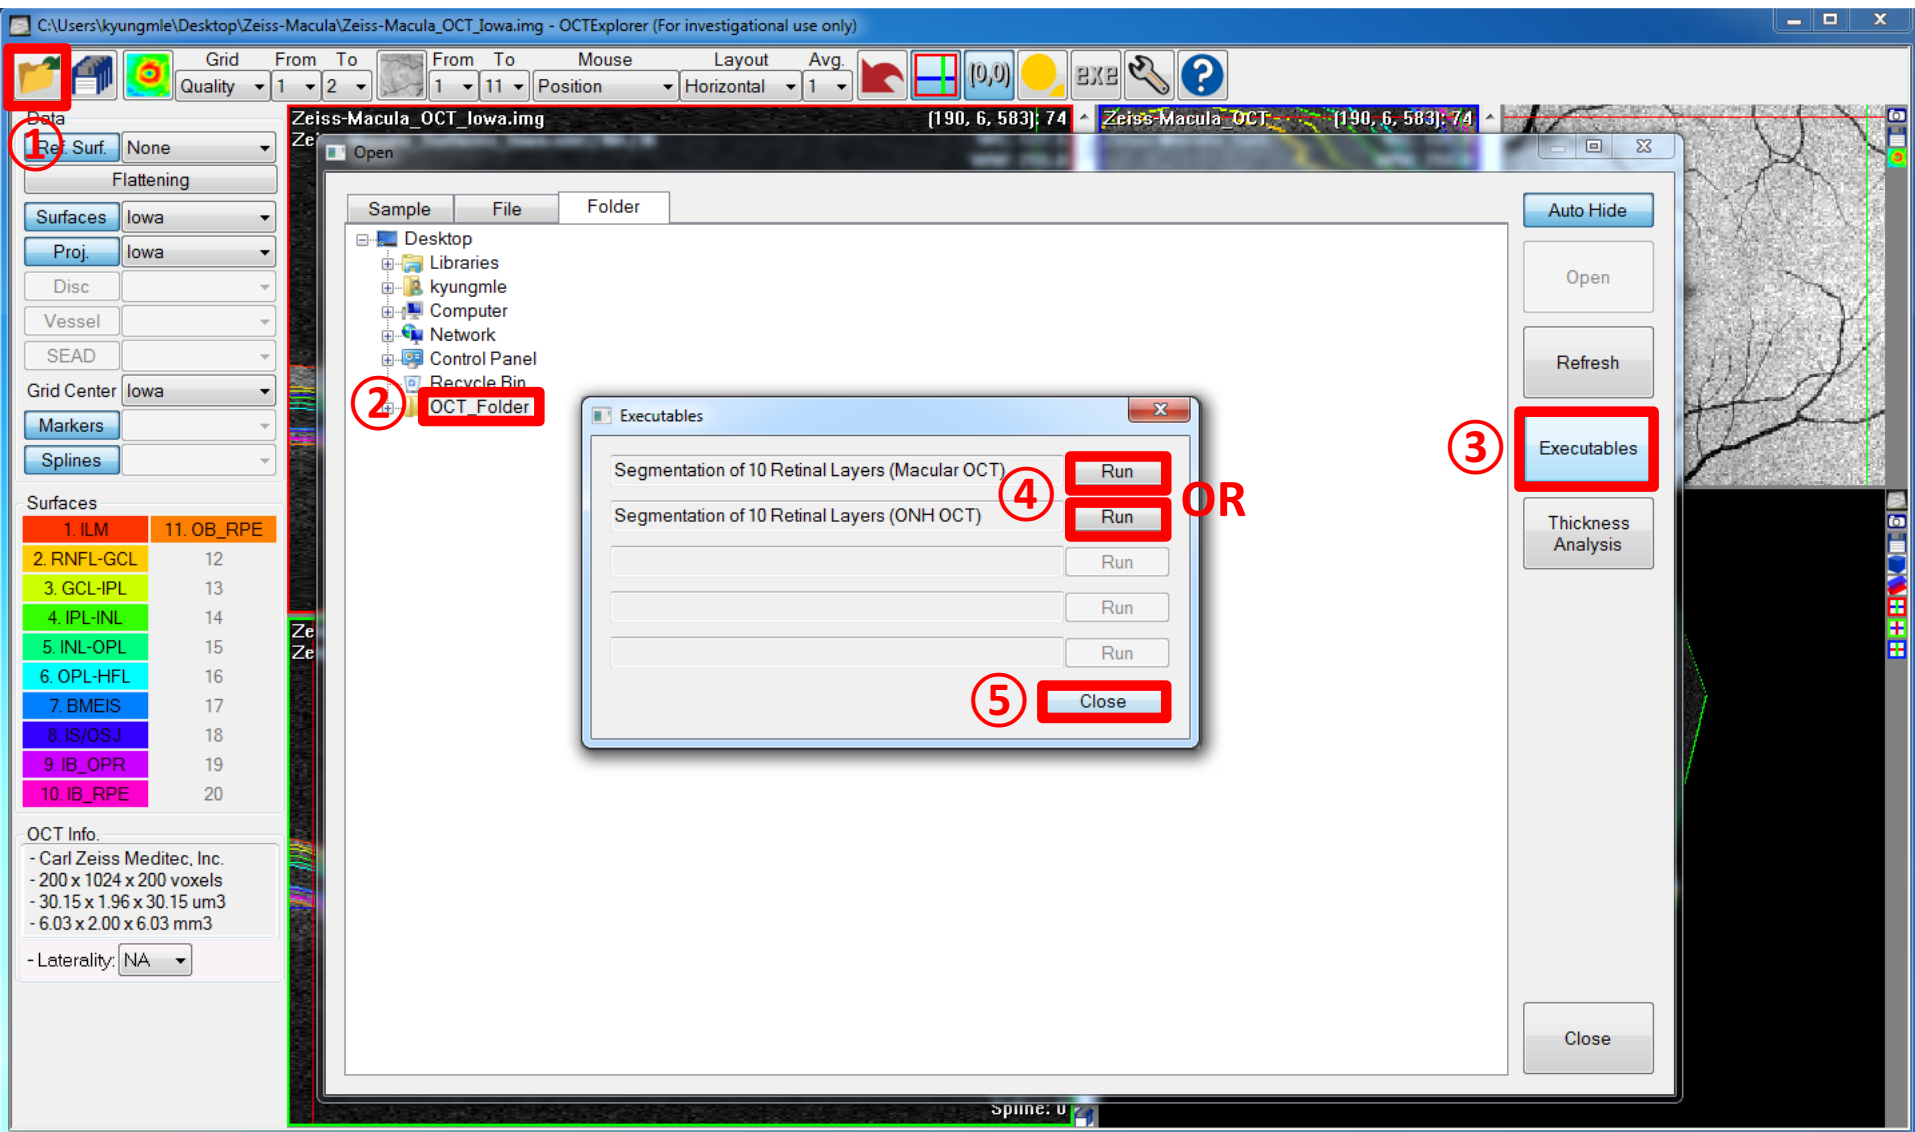 C:\Users\kyungmle\Desktop\Zeiss-Macula\Zeiss-Macula_OCT_Iowa.img - OCTExplorer (For investigational use only)
Grid From To From To Mouse Layout Avg.
Quality 1 2 1 11 Position Horizontal 1 (0,0) EXE ?
①
Data
Ref. Surf. None
Flattening
Surfaces Iowa
Proj. Iowa
Disc
Vessel
SEAD
Grid Center Iowa
Markers
Splines
Surfaces
1. ILM 11. OB_RPE
2. RNFL-GCL 12
3. GCL-IPL 13
4. IPL-INL 14
5. INL-OPL 15
6. OPL-HFL 16
7. BMEIS 17
8. IS/OSJ 18
9. IB_OPR 19
10. IB_RPE 20
OCT Info.
- Carl Zeiss Meditec, Inc.
- 200 x 1024 x 200 voxels
- 30.15 x 1.96 x 30.15 um3
- 6.03 x 2.00 x 6.03 mm3
- Laterality: NA
Zeiss-Macula_OCT_Iowa.img (190, 6, 583): 74
Zeiss-Macula_OCT (190, 6, 583): 74
Ze
Ze
Ze
Open
Sample File Folder
Desktop
Libraries
kyungmle
Computer
Network
Control Panel
Recycle Bin
② OCT_Folder
Auto Hide
Open
Refresh
③ Executables
Thickness
Analysis
Close
Executables
Segmentation of 10 Retinal Layers (Macular OCT) Run
④ OR
Segmentation of 10 Retinal Layers (ONH OCT) Run
Run
Run
Run
⑤ Close
Spline: 0